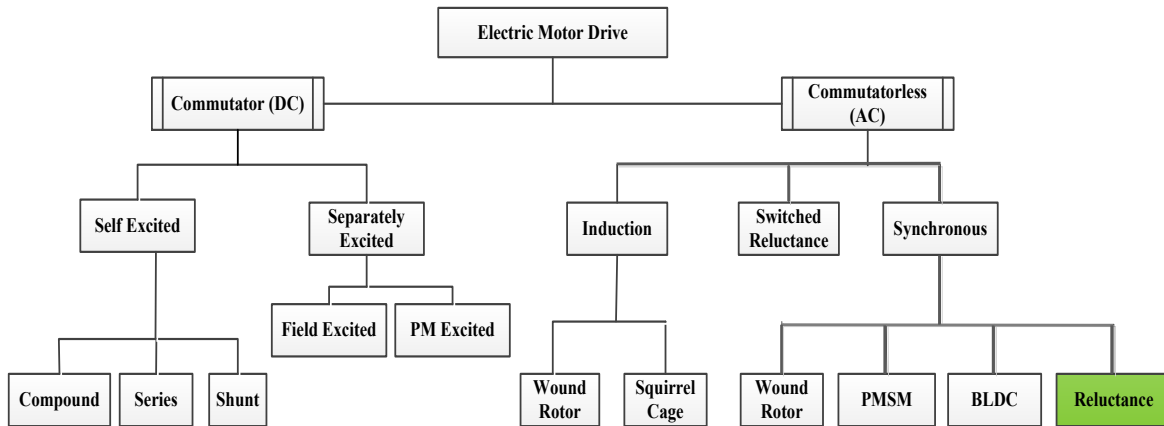 Electric Motor Drive
Commutator (DC)
Commutatorless
(AC)
Self Excited
Separately
Excited
Induction
Switched
Reluctance
Synchronous
Field Excited
PM Excited
Compound
Series
Shunt
Wound
Rotor
Squirrel
Cage
Wound
Rotor
PMSM
BLDC
Reluctance